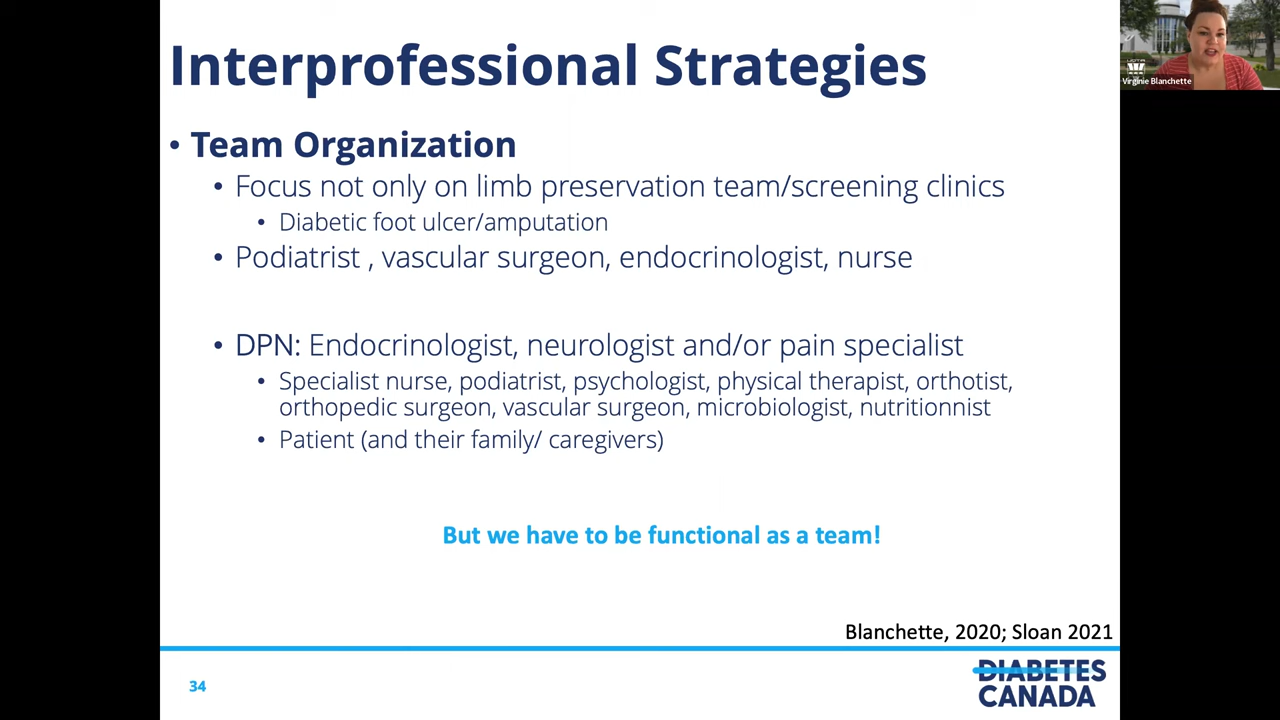 Interprofessional Strategies
• Team Organization
• Focus not only on limb preservation team/screening clinics
• Diabetic foot ulcer/amputation
• Podiatrist , vascular surgeon, endocrinologist, nurse
• DPN: Endocrinologist, neurologist and/or pain specialist
• Specialist nurse, podiatrist, psychologist, physical therapist, orthotist,
orthopedic surgeon, vascular surgeon, microbiologist, nutritionnist
• Patient (and their family/ caregivers)
But we have to be functional as a team!
Blanchette, 2020; Sloan 2021
34
DIABETES
CANADA
UQTR
Virginie Blanchette